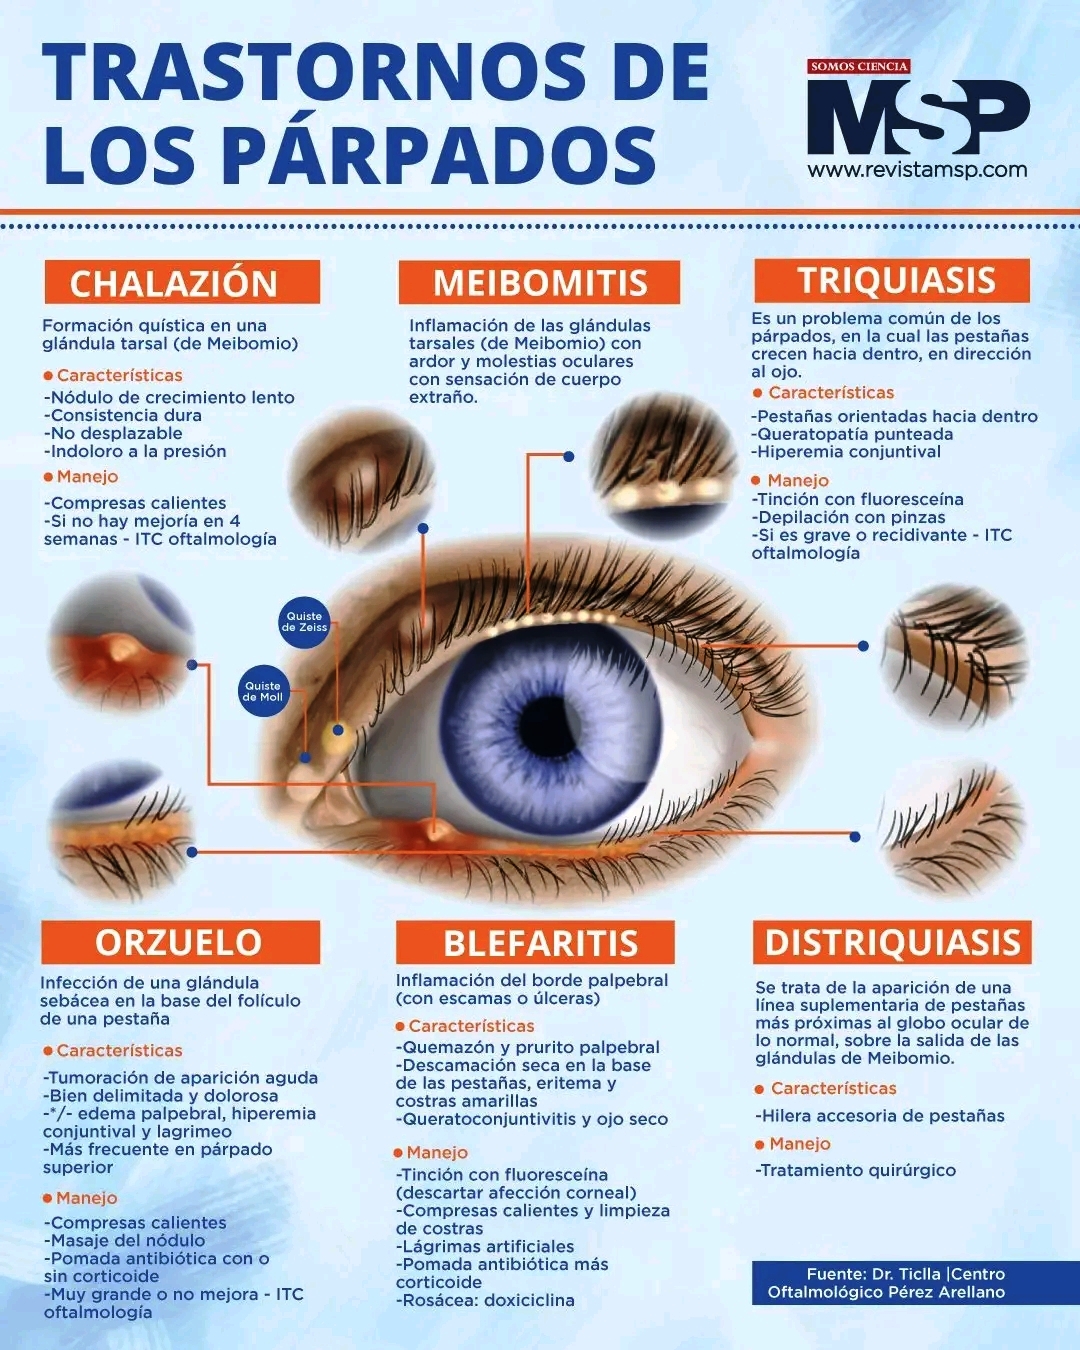 TRASTORNOS DE
LOS PÁRPADOS
SOMOS CIENCIA
MSP
www.revistamsp.com
CHALAZIÓN
Formación quística en una
glándula tarsal (de Meibomio)
Características
-Nódulo de crecimiento lento
-Consistencia dura
-No desplazable
-Indoloro a la presión
Manejo
-Compresas calientes
-Si no hay mejoría en 4
semanas - ITC oftalmología
MEIBOMITIS
Inflamación de las glándulas
tarsales (de Meibomio) con
ardor y molestias oculares
con sensación de cuerpo
extraño.
TRIQUIASIS
Es un problema común de los
párpados, en la cual las pestañas
crecen hacia dentro, en dirección
al ojo.
Características
-Pestañas orientadas hacia dentro
-Queratopatía punteada
-Hiperemia conjuntival
Manejo
-Tinción con fluoresceína
-Depilación con pinzas
-Si es grave o recidivante - ITC
oftalmología
Quiste
de Zeiss
Quiste
de Moll
ORZUELO
Infección de una glándula
sebácea en la base del folículo
de una pestaña
Características
-Tumoración de aparición aguda
-Bien delimitada y dolorosa
-*/- edema palpebral, hiperemia
conjuntival y lagrimeo
-Más frecuente en párpado
superior
Manejo
-Compresas calientes
-Masaje del nódulo
-Pomada antibiótica con o
sin corticoide
-Muy grande o no mejora - ITC
oftalmología
BLEFARITIS
Inflamación del borde palpebral
(con escamas o úlceras)
Características
-Quemazón y prurito palpebral
-Descamación seca en la base
de las pestañas, eritema y
costras amarillas
-Queratoconjuntivitis y ojo seco
Manejo
-Tinción con fluoresceína
(descartar afección corneal)
-Compresas calientes y limpieza
de costras
-Lágrimas artificiales
-Pomada antibiótica más
corticoide
-Rosácea: doxiciclina
DISTRIQUIASIS
Se trata de la aparición de una
línea suplementaria de pestañas
más próximas al globo ocular de
lo normal, sobre la salida de las
glándulas de Meibomio.
Características
-Hilera accesoria de pestañas
Manejo
-Tratamiento quirúrgico
Fuente: Dr. Ticlla |Centro
Oftalmológico Pérez Arellano